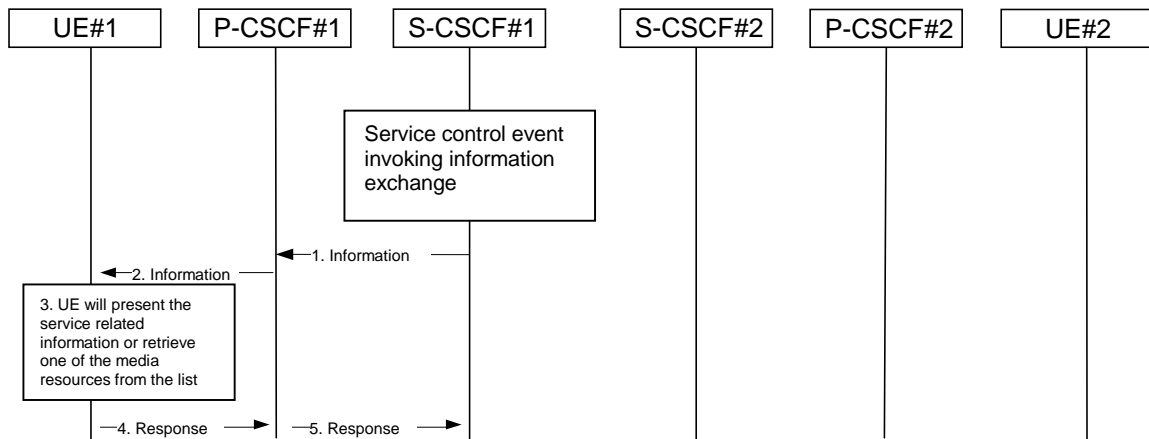 UE#1
P-CSCF#1
S-CSCF#1
S-CSCF#2
P-CSCF#2
UE#2
Service control event
invoking information
exchange
1. Information
2. Information
3. UE will present the
service related
information or retrieve
one of the media
resources from the list
4. Response
5. Response